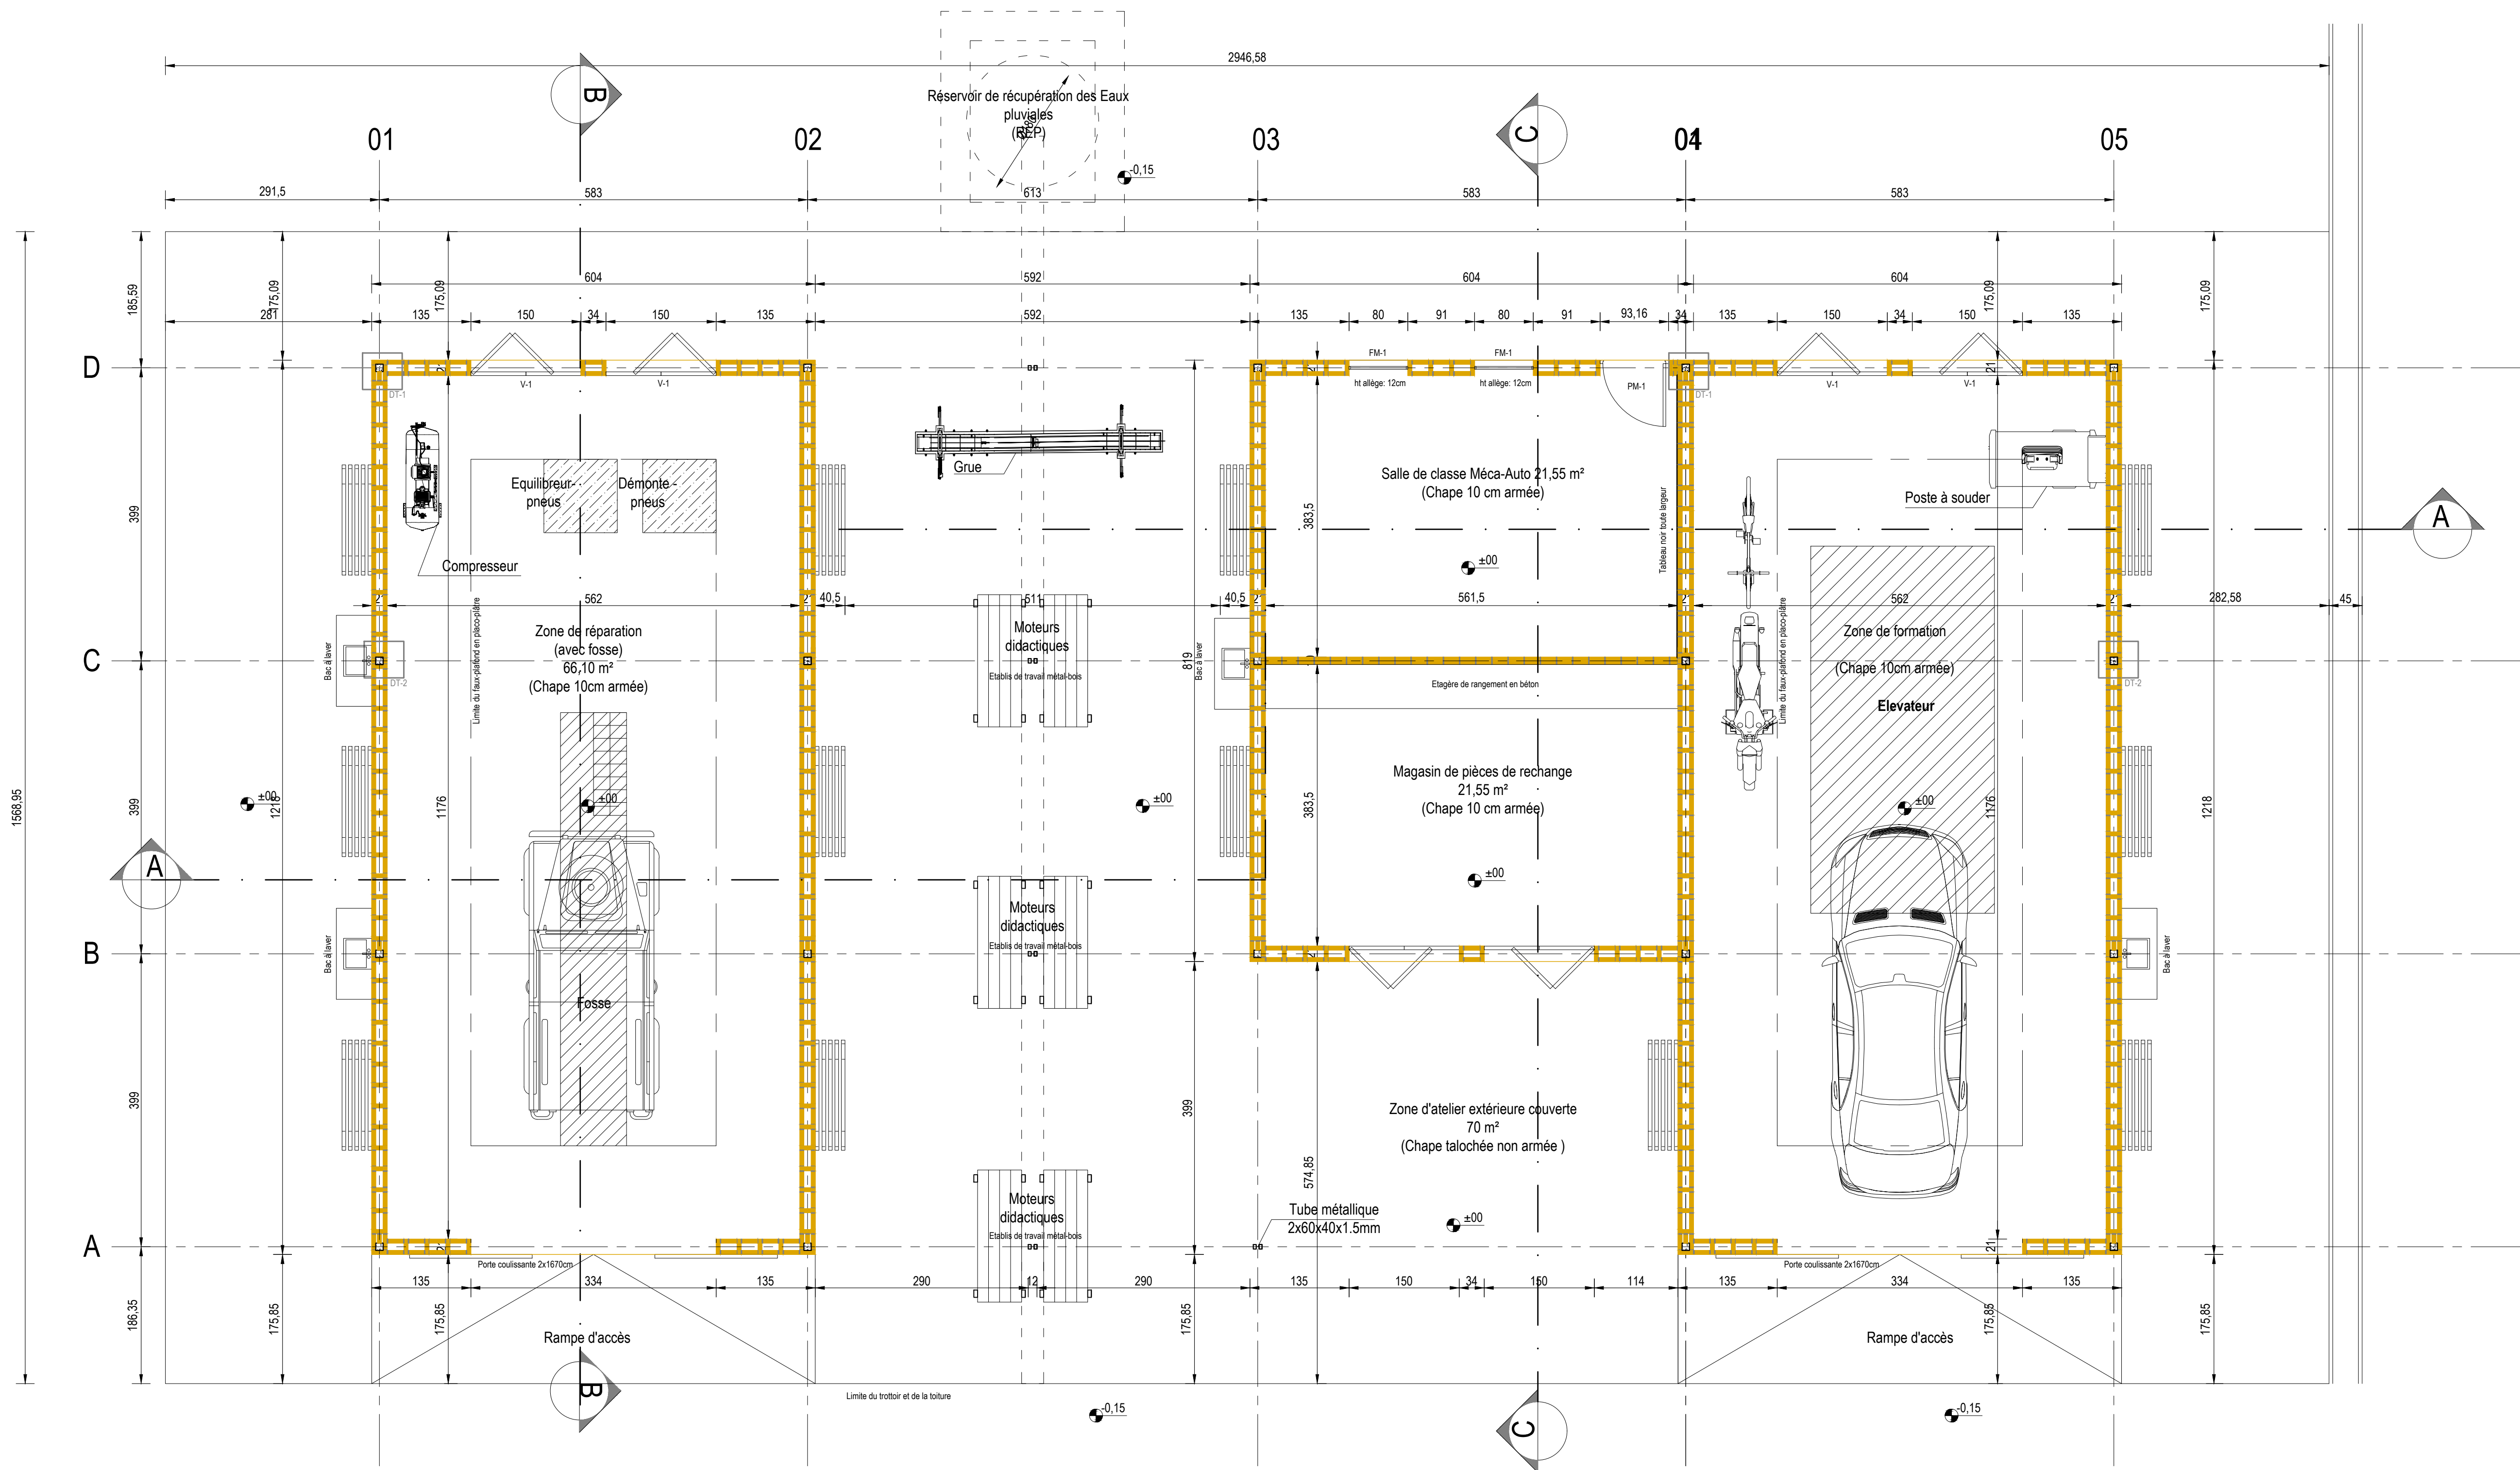 2946,58
B
C
Réservoir de récupération des Eaux
pluviales
(REP)
01
02
03
04
05
-0,15
291,5
583
613
583
583
604
592
604
604
185,59
175,09
175,09
175,09
175,09
281
135
150
34
150
135
592
135
80
91
80
91
93,16
34
135
150
34
150
135
D
21
V-1
V-1
FM-1
FM-1
ht allège: 12cm
ht allège: 12cm
PM-1
21
V-1
V-1
DT-1
DT-1
Grue
Equilibreur-
pneus
Démonte -
pneus
Salle de classe Méca-Auto 21,55 m²
(Chape 10 cm armée)
Tableau noir toute largeur
Poste à souder
A
399
383,5
±00
Compresseur
21
562
21
40,5
511
40,5
21
561,5
21
562
21
282,58
45
Limite du faux-plafond en placo-plâtre
Zone de réparation
(avec fosse)
66,10 m²
(Chape 10cm armée)
Moteurs
didactiques
Etablis de travail métal-bois
Limite du faux-plafond en placo-plâtre
Zone de formation
(Chape 10cm armée)
Elevateur
C
Bac à laver
DT-2
819
Bac à laver
Etagère de rangement en béton
DT-2
Magasin de pièces de rechange
21,55 m²
(Chape 10 cm armée)
1568,95
399
±00
1218
1176
±00
±00
383,5
±00
1176
1218
A
±00
Moteurs
didactiques
Etablis de travail métal-bois
B
Bac à laver
21
Bac à laver
Fosse
399
399
Zone d'atelier extérieure couverte
70 m²
(Chape talochée non armée )
574,85
Moteurs
didactiques
Etablis de travail métal-bois
Tube métallique
2x60x40x1.5mm
±00
A
21
21
Porte coulissante 2x1670cm
Porte coulissante 2x1670cm
135
334
135
290
12
290
135
150
34
150
114
135
334
135
186,35
175,85
175,85
175,85
175,85
175,85
Rampe d'accès
Rampe d'accès
B
Limite du trottoir et de la toiture
-0,15
-0,15
C